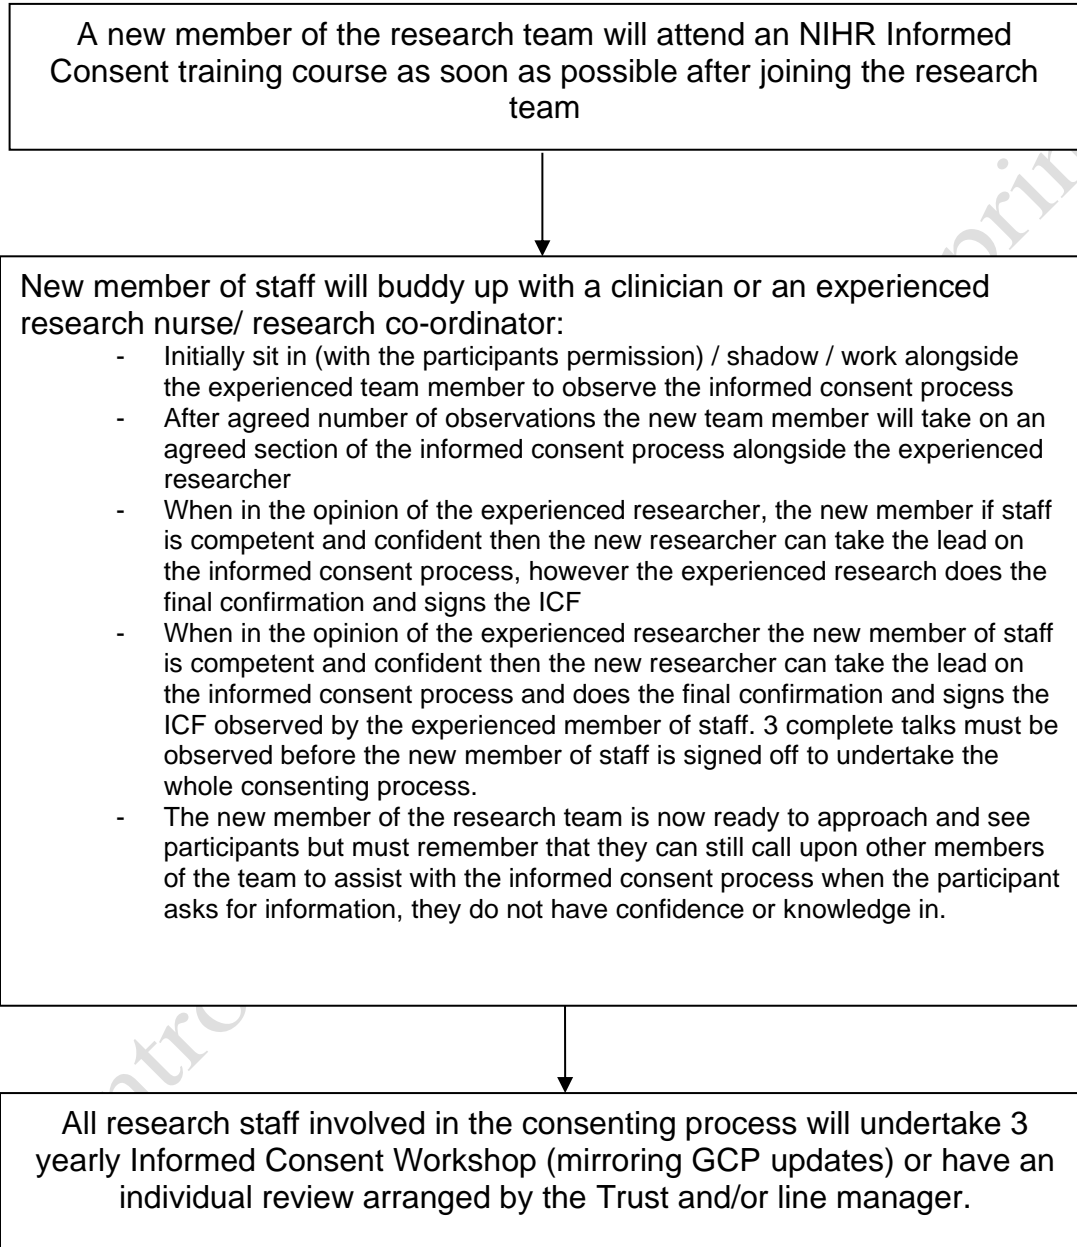 A new member of the research team will attend an NIHR Informed
Consent training course as soon as possible after joining the research
team
New member of staff will buddy up with a clinician or an experienced
research nurse/ research co-ordinator:
- Initially sit in (with the participants permission) / shadow / work alongside
the experienced team member to observe the informed consent process
- After agreed number of observations the new team member will take on an
agreed section of the informed consent process alongside the experienced
researcher
- When in the opinion of the experienced researcher, the new member if staff
is competent and confident then the new researcher can take the lead on
the informed consent process, however the experienced research does the
final confirmation and signs the ICF
- When in the opinion of the experienced researcher the new member of staff
is competent and confident then the new researcher can take the lead on
the informed consent process and does the final confirmation and signs the
ICF observed by the experienced member of staff. 3 complete talks must be
observed before the new member of staff is signed off to undertake the
whole consenting process.
- The new member of the research team is now ready to approach and see
participants but must remember that they can still call upon other members
of the team to assist with the informed consent process when the participant
asks for information, they do not have confidence or knowledge in.
All research staff involved in the consenting process will undertake 3
yearly Informed Consent Workshop (mirroring GCP updates) or have an
individual review arranged by the Trust and/or line manager.